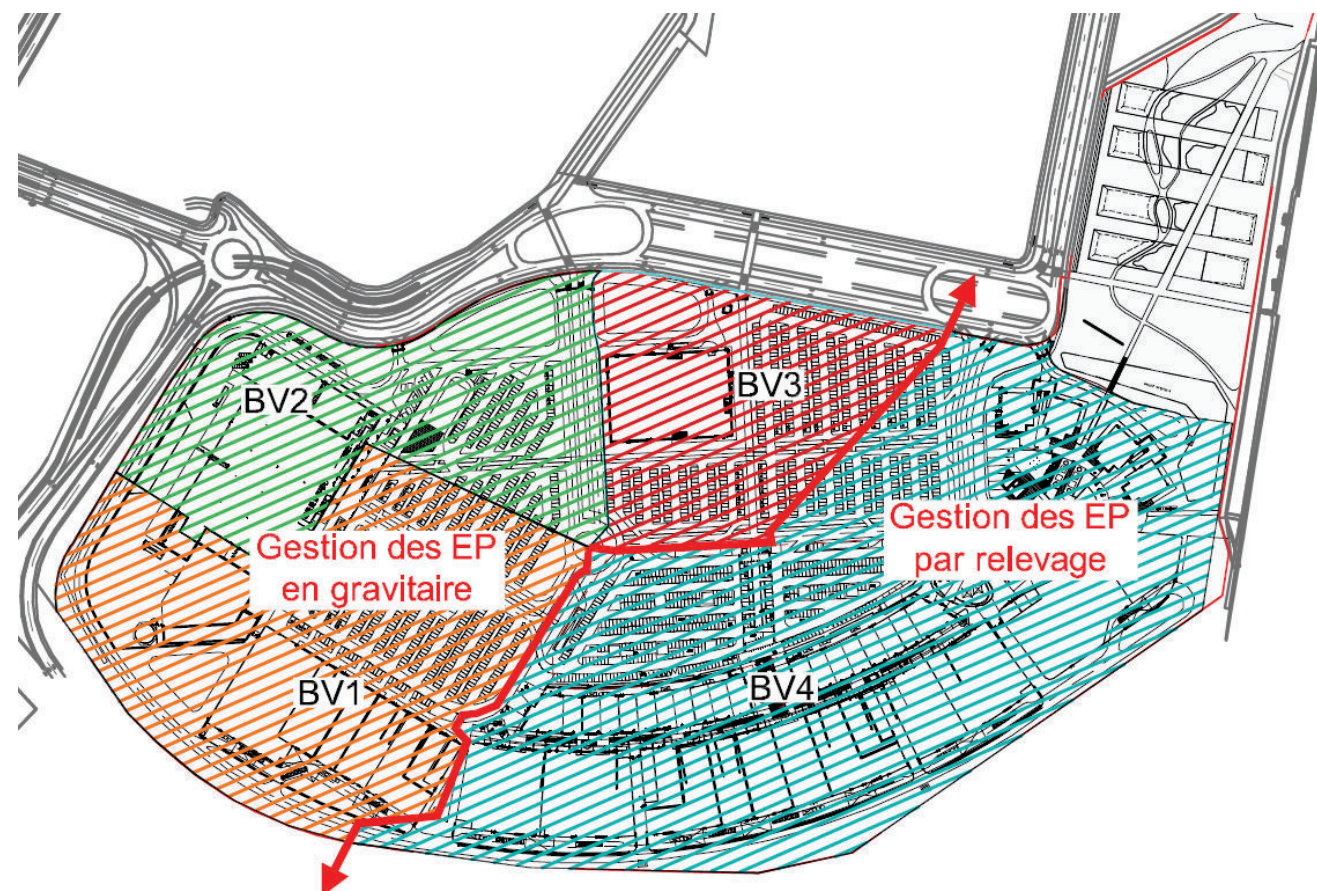 BV3
BV2
Gestion des EP
par relevage
Gestion des EP
en gravitaire
BV1
BV4